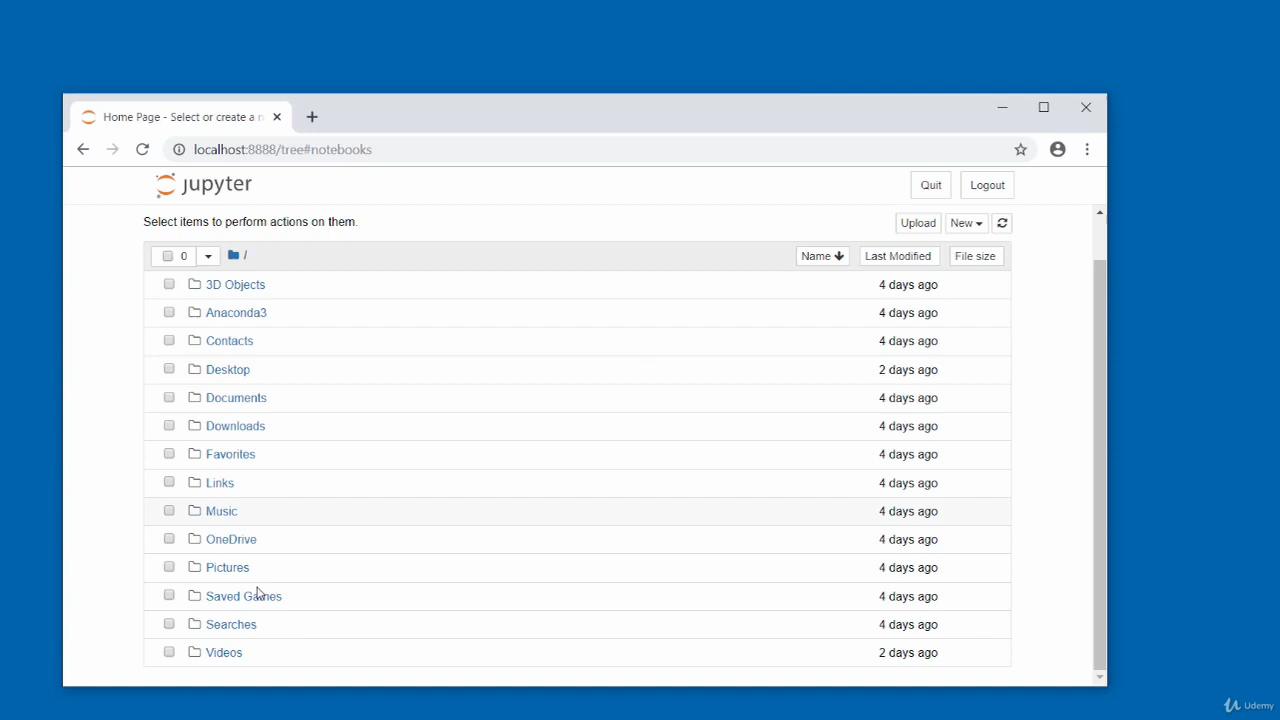 Home Page - Select or create a n
localhost:8888/tree#notebooks
jupyter Quit Logout
Select items to perform actions on them. Upload New
0 / Name Last Modified File size
3D Objects 4 days ago
Anaconda3 4 days ago
Contacts 4 days ago
Desktop 2 days ago
Documents 4 days ago
Downloads 4 days ago
Favorites 4 days ago
Links 4 days ago
Music 4 days ago
OneDrive 4 days ago
Pictures 4 days ago
Saved Games 4 days ago
Searches 4 days ago
Videos 2 days ago
Udemy